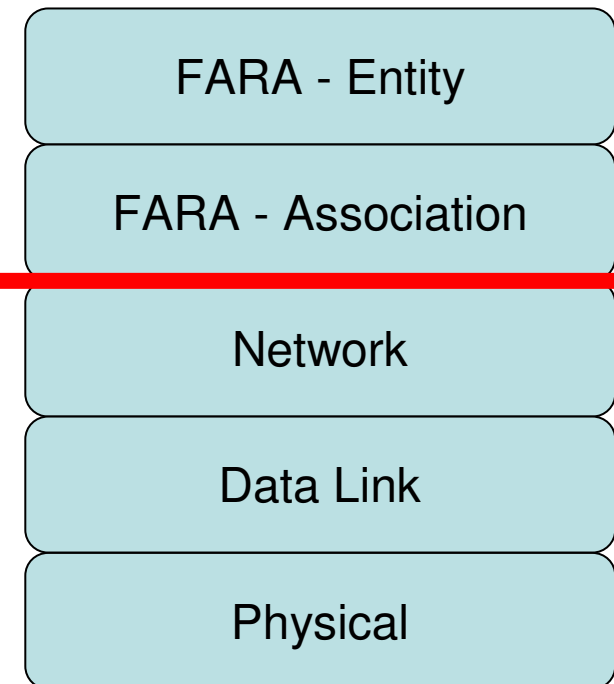 FARA - Entity
FARA - Association
Network
Data Link
Physical